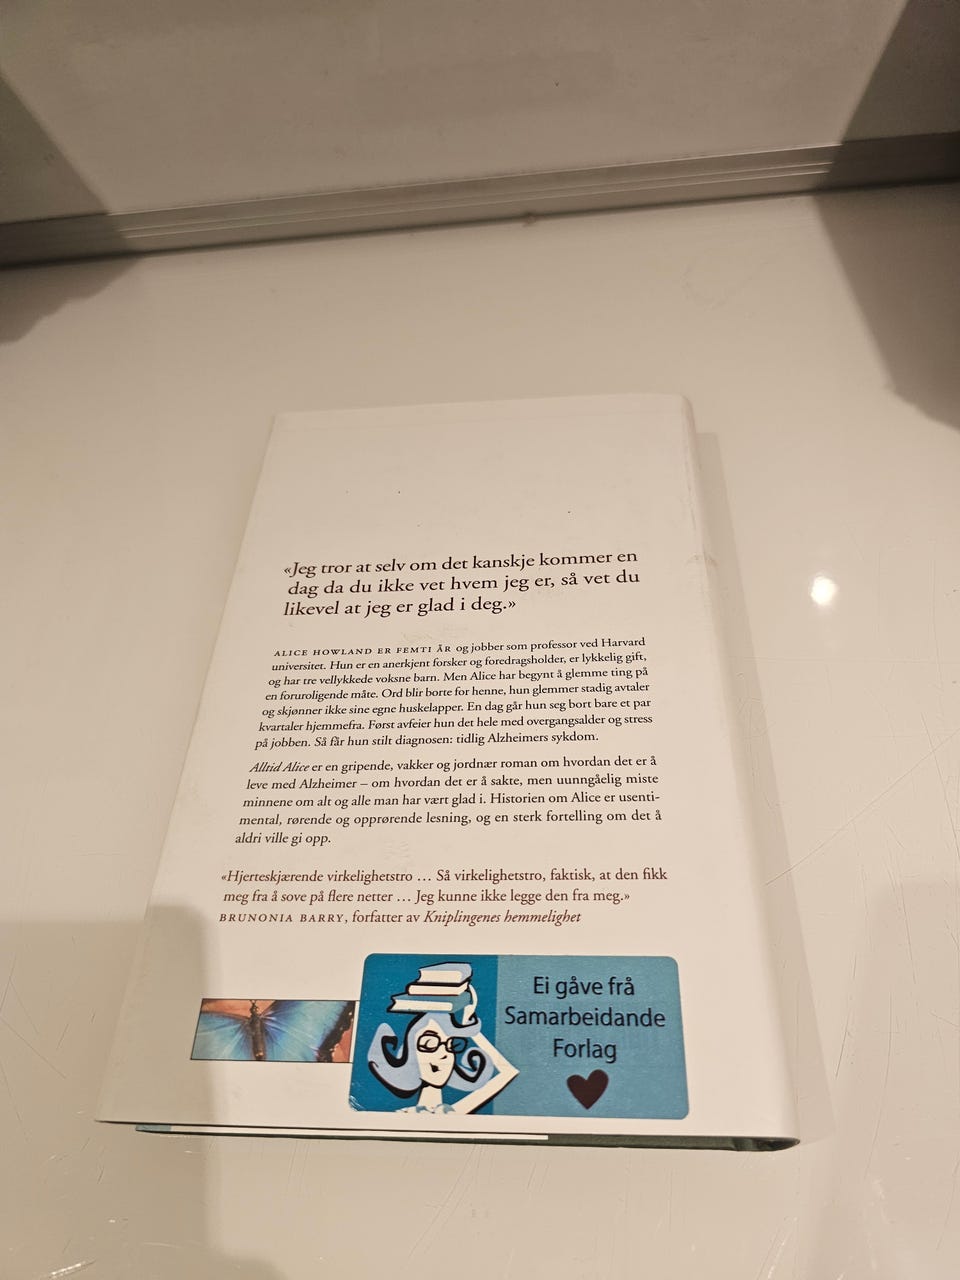 «Jeg tror at selv om det kanskje kommer en
dag da du ikke vet hvem jeg er, så vet du
likevel at jeg er glad i deg.»
ALICE HOWLAND ER FEMTI ÅR og jobber som professor ved Harvard
universitet. Hun er en anerkjent forsker og foredragsholder, er lykkelig gift,
og har tre vellykkede voksne barn. Men Alice har begynt å glemme ting på
en foruroligende måte. Ord blir borte for henne, hun glemmer stadig avtaler
og skjønner ikke sine egne huskelapper. En dag går hun seg bort bare et par
kvartaler hjemmefra. Først avfeier hun det hele med overgangsalder og stress
på jobben. Så får hun stilt diagnosen: tidlig Alzheimers sykdom.
Alltid Alice er en gripende, vakker og jordnær roman om hvordan det er å
leve med Alzheimer – om hvordan det er å sakte, men uunngåelig miste
minnene om alt og alle man har vært glad i. Historien om Alice er usenti-
mental, rørende og opprørende lesning, og en sterk fortelling om det å
aldri ville gi opp.
«Hjerteskjærende virkelighetstro … Så virkelighetstro, faktisk, at den fikk
meg fra å sove på flere netter … Jeg kunne ikke legge den fra meg.»
BRUNONIA BARRY, forfatter av Kniplingenes hemmelighet
Ei gåve frå
Samarbeidande
Forlag